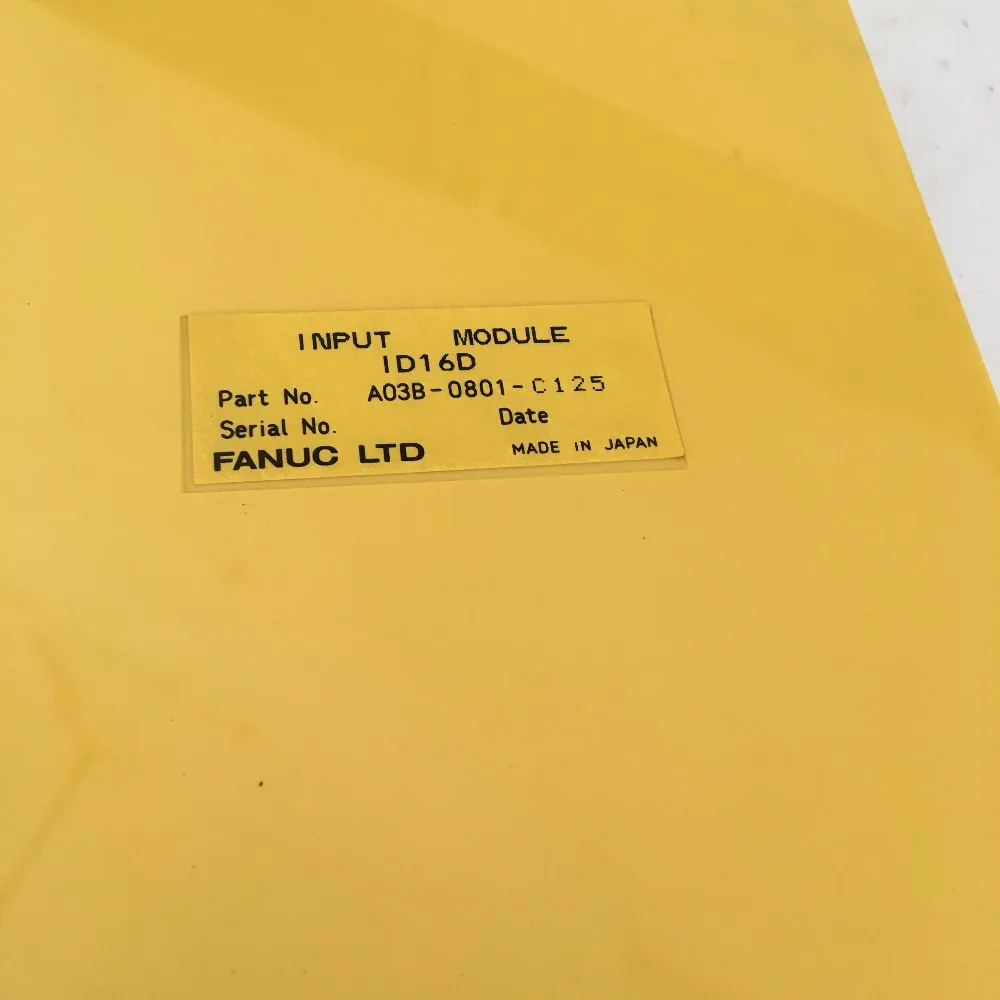 INPUT MODULE
ID16D
Part No. A03B-0801-C125
Serial No. Date
FANUC LTD MADE IN JAPAN